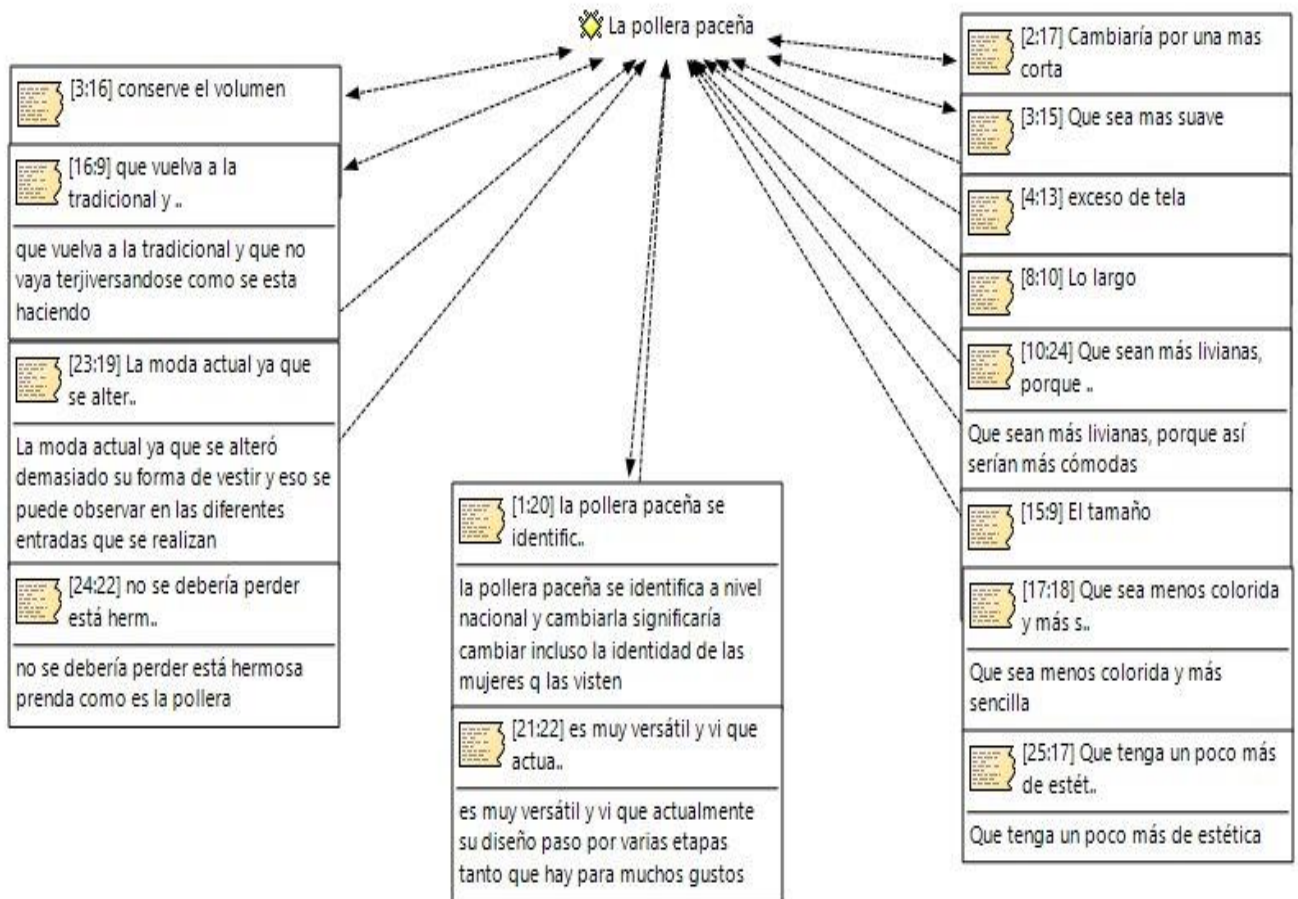 La pollera paceña
[3:16] conserve el volumen
[16:9] que vuelva a la
tradicional y ..
que vuelva a la tradicional y que no
vaya terjiversandose como se esta
haciendo
[23:19] La moda actual ya que
se alter..
La moda actual ya que se alteró
demasiado su forma de vestir y eso se
puede observar en las diferentes
entradas que se realizan
[24:22] no se debería perder
está herm..
no se debería perder está hermosa
prenda como es la pollera
[1:20] la pollera paceña se
identific..
la pollera paceña se identifica a nivel
nacional y cambiarla significaría
cambiar incluso la identidad de las
mujeres q las visten
[21:22] es muy versátil y vi que
actua..
es muy versátil y vi que actualmente
su diseño paso por varias etapas
tanto que hay para muchos gustos
[2:17] Cambiaría por una mas
corta
[3:15] Que sea mas suave
[4:13] exceso de tela
[8:10] Lo largo
[10:24] Que sean más livianas,
porque ..
Que sean más livianas, porque así
serían más cómodas
[15:9] El tamaño
[17:18] Que sea menos colorida
y más s..
Que sea menos colorida y más
sencilla
[25:17] Que tenga un poco más
de estét..
Que tenga un poco más de estética